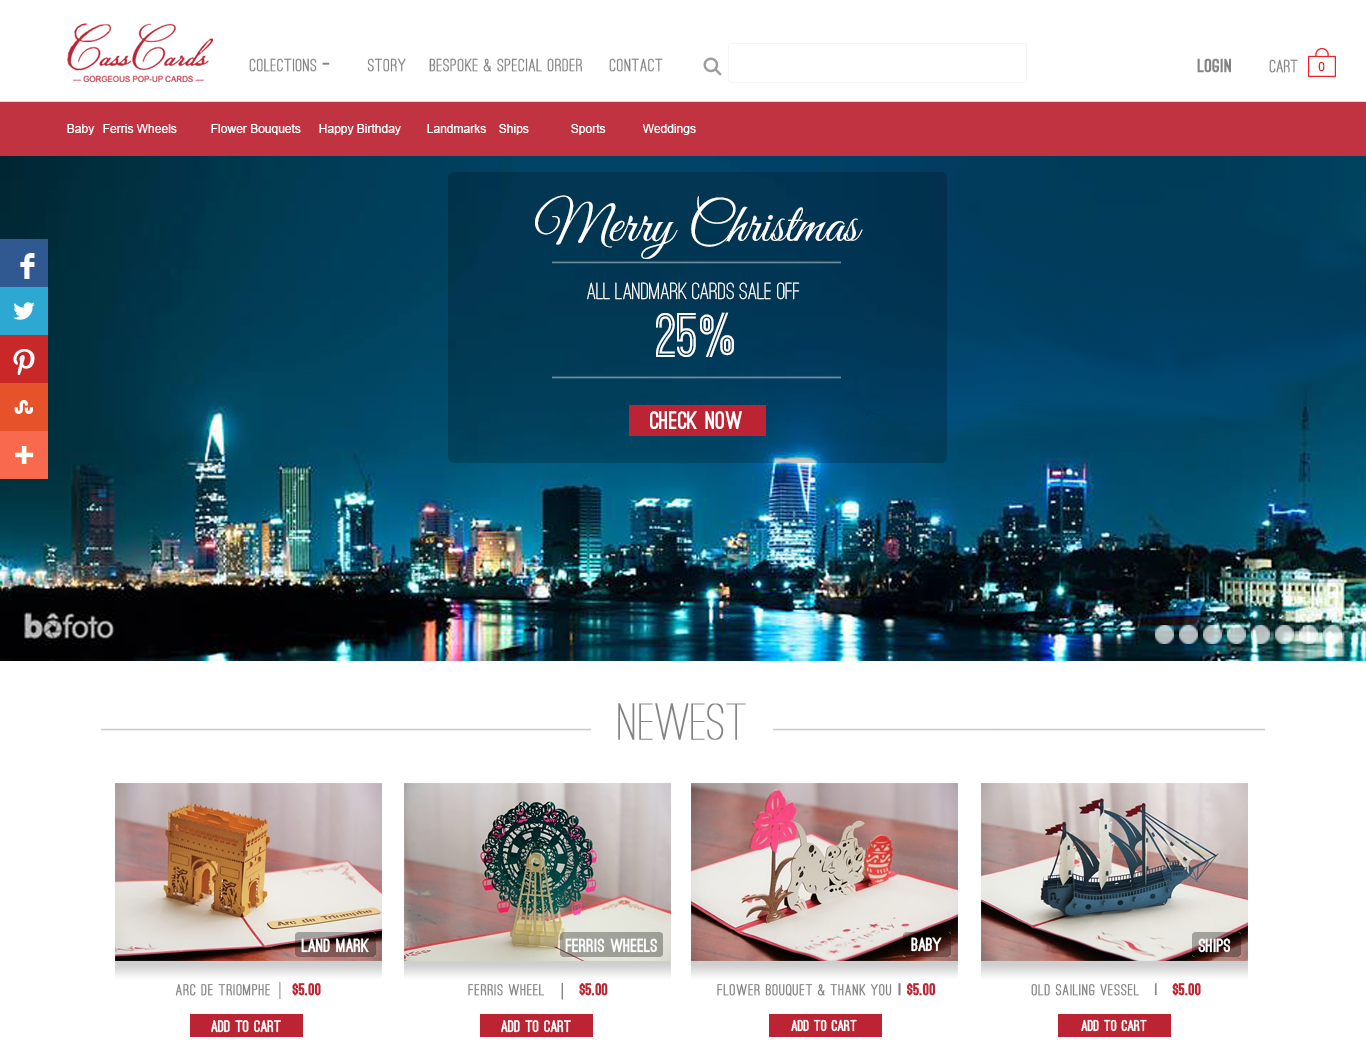 CassCards
— GORGEOUS POP-UP CARDS —
COLECTIONS -
STORY
BESPOKE & SPECIAL ORDER
CONTACT
LOGIN
CART
0
Baby Ferris Wheels Flower Bouquets Happy Birthday Landmarks Ships Sports Weddings
Merry Christmas
ALL LANDMARK CARDS SALE OFF
25%
CHECK NOW
bôfoto
NEWEST
Arc de Triomphe
LAND MARK
FERRIS WHEELS
BABY
SHIPS
ARC DE TRIOMPHE | $5.00
FERRIS WHEEL | $5.00
FLOWER BOUQUET & THANK YOU | $5.00
OLD SAILING VESSEL | $5.00
ADD TO CART
ADD TO CART
ADD TO CART
ADD TO CART